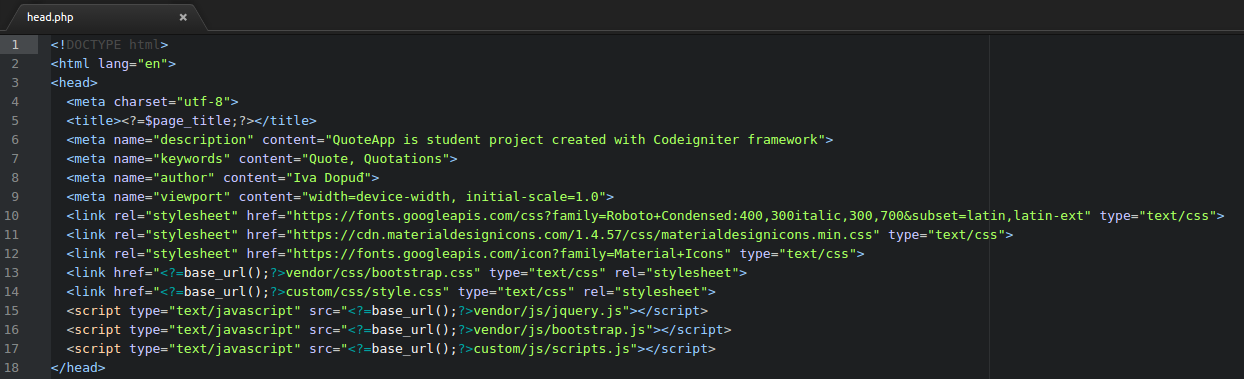 head.php ×
1 <!DOCTYPE html>
2 <html lang="en">
3 <head>
4   <meta charset="utf-8">
5   <title><?=$page_title;?></title>
6   <meta name="description" content="QuoteApp is student project created with Codeigniter framework">
7   <meta name="keywords" content="Quote, Quotations">
8   <meta name="author" content="Iva Dopuđ">
9   <meta name="viewport" content="width=device-width, initial-scale=1.0">
10   <link rel="stylesheet" href="https://fonts.googleapis.com/css?family=Roboto+Condensed:400,300italic,300,700&subset=latin,latin-ext" type="text/css">
11   <link rel="stylesheet" href="https://cdn.materialdesignicons.com/1.4.57/css/materialdesignicons.min.css" type="text/css">
12   <link rel="stylesheet" href="https://fonts.googleapis.com/icon?family=Material+Icons" type="text/css">
13   <link href="<?=base_url();?>vendor/css/bootstrap.css" type="text/css" rel="stylesheet">
14   <link href="<?=base_url();?>custom/css/style.css" type="text/css" rel="stylesheet">
15   <script type="text/javascript" src="<?=base_url();?>vendor/js/jquery.js"></script>
16   <script type="text/javascript" src="<?=base_url();?>vendor/js/bootstrap.js"></script>
17   <script type="text/javascript" src="<?=base_url();?>custom/js/scripts.js"></script>
18 </head>